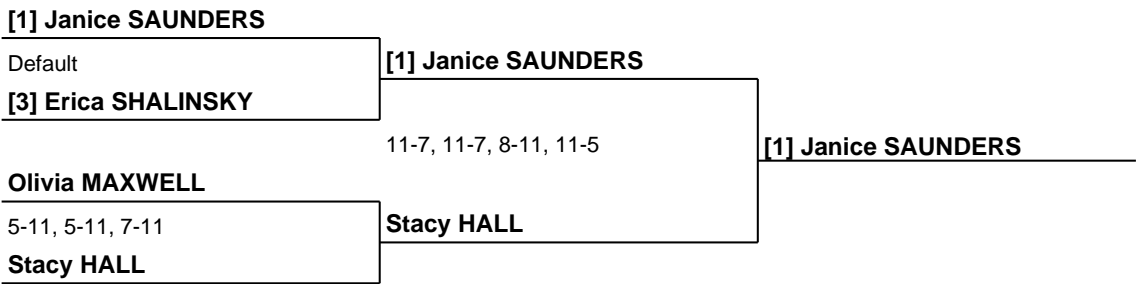 [1] Janice SAUNDERS
Default
[3] Erica SHALINSKY
[1] Janice SAUNDERS
11-7, 11-7, 8-11, 11-5
[1] Janice SAUNDERS
Olivia MAXWELL
5-11, 5-11, 7-11
Stacy HALL
Stacy HALL